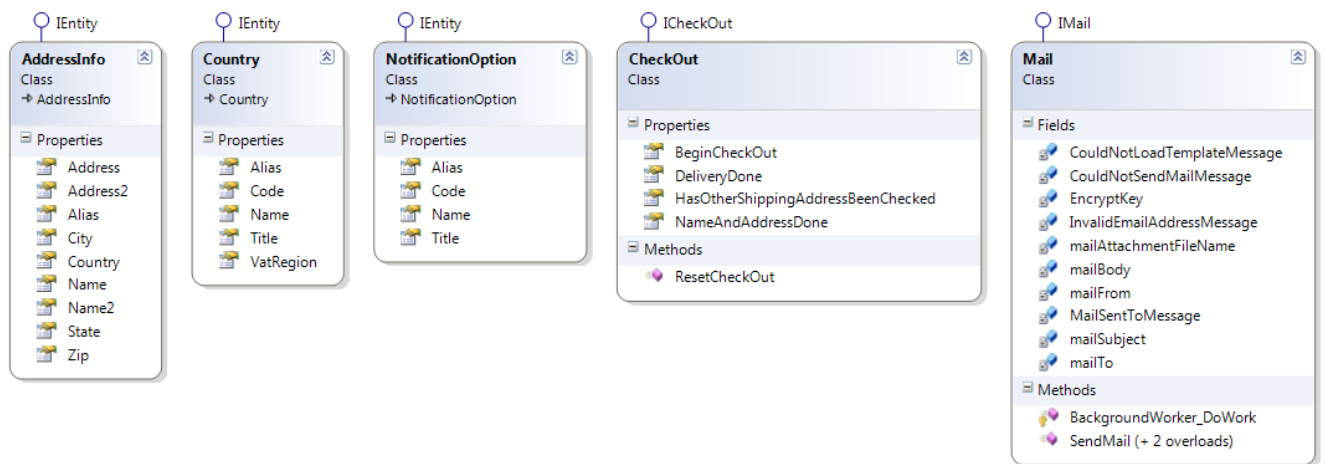 IEntity
AddressInfo
Class
AddressInfo
Properties
Address
Address2
Alias
City
Country
Name
Name2
State
Zip
IEntity
Country
Class
Country
Properties
Alias
Code
Name
Title
VatRegion
IEntity
NotificationOption
Class
NotificationOption
Properties
Alias
Code
Name
Title
ICheckOut
CheckOut
Class
Properties
BeginCheckOut
DeliveryDone
HasOtherShippingAddressBeenChecked
NameAndAddressDone
Methods
ResetCheckOut
IMail
Mail
Class
Fields
CouldNotLoadTemplateMessage
CouldNotSendMailMessage
EncryptKey
InvalidEmailAddressMessage
mailAttachmentFileName
mailBody
mailFrom
MailSentToMessage
mailSubject
mailTo
Methods
BackgroundWorker_DoWork
SendMail (+ 2 overloads)